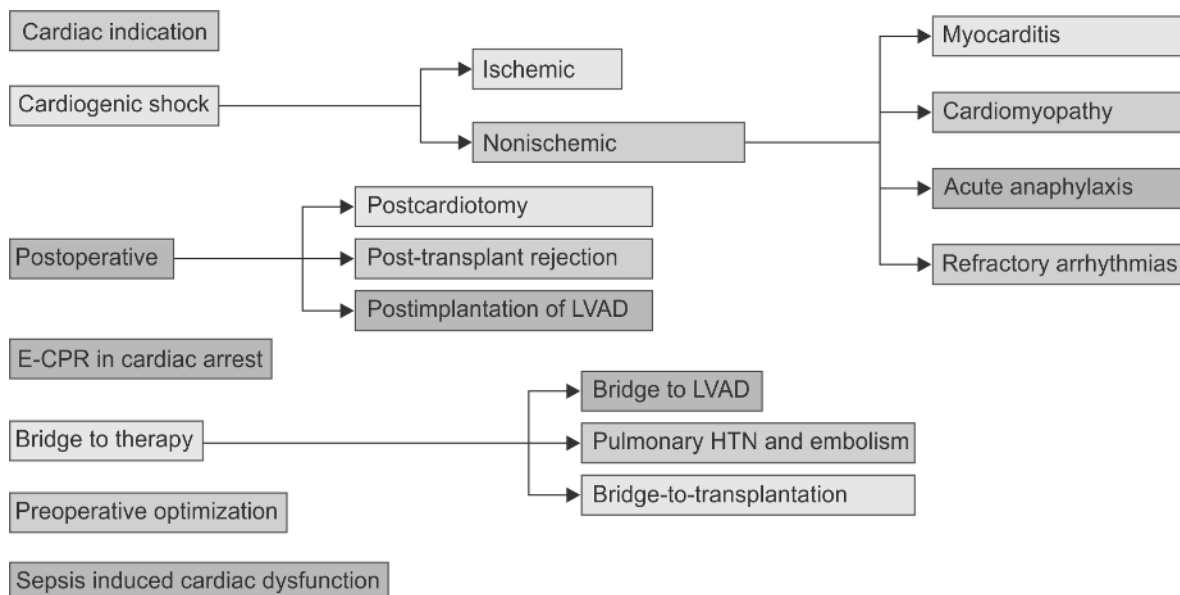 Cardiac indication
Cardiogenic shock
Ischemic
Nonischemic
Myocarditis
Cardiomyopathy
Acute anaphylaxis
Refractory arrhythmias
Postoperative
Postcardiotomy
Post-transplant rejection
Postimplantation of LVAD
E-CPR in cardiac arrest
Bridge to therapy
Bridge to LVAD
Pulmonary HTN and embolism
Bridge-to-transplantation
Preoperative optimization
Sepsis induced cardiac dysfunction